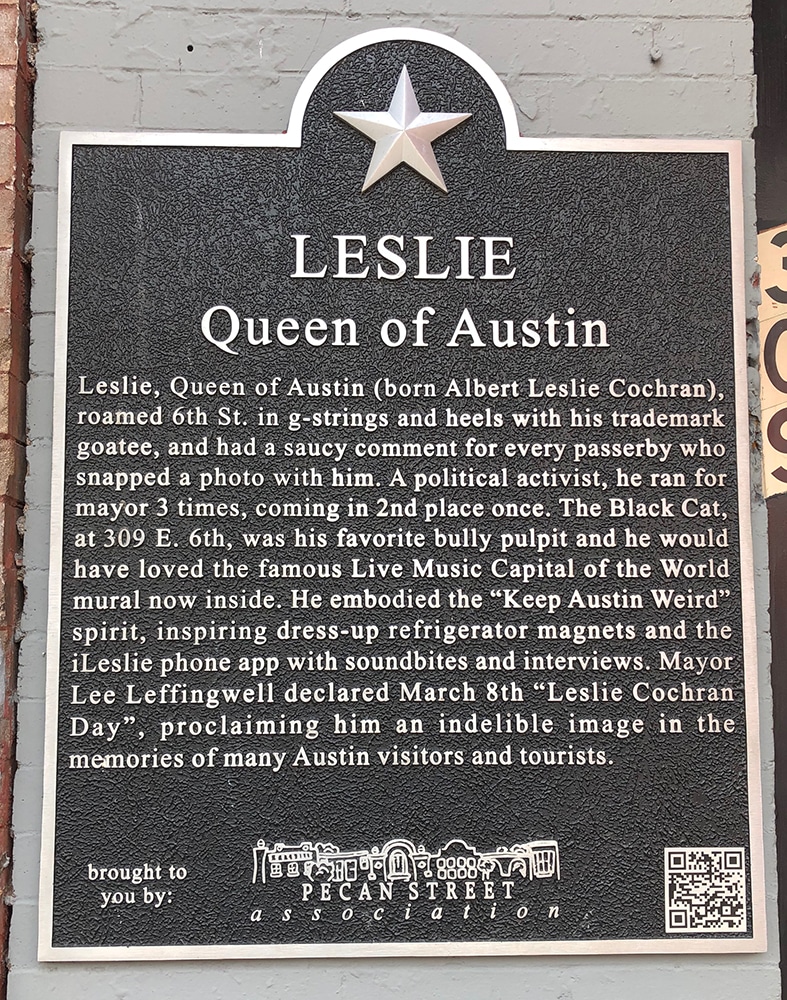 LESLIE
Queen of Austin
Leslie, Queen of Austin (born Albert Leslie Cochran),
roamed 6th St. in g-strings and heels with his trademark
goatee, and had a saucy comment for every passerby who
snapped a photo with him. A political activist, he ran for
mayor 3 times, coming in 2nd place once. The Black Cat,
at 309 E. 6th, was his favorite bully pulpit and he would
have loved the famous Live Music Capital of the World
mural now inside. He embodied the “Keep Austin Weird”
spirit, inspiring dress-up refrigerator magnets and the
iLeslie phone app with soundbites and interviews. Mayor
Lee Leffingwell declared March 8th “Leslie Cochran
Day”, proclaiming him an indelible image in the
memories of many Austin visitors and tourists.
brought to
you by:
PECAN STREET
association